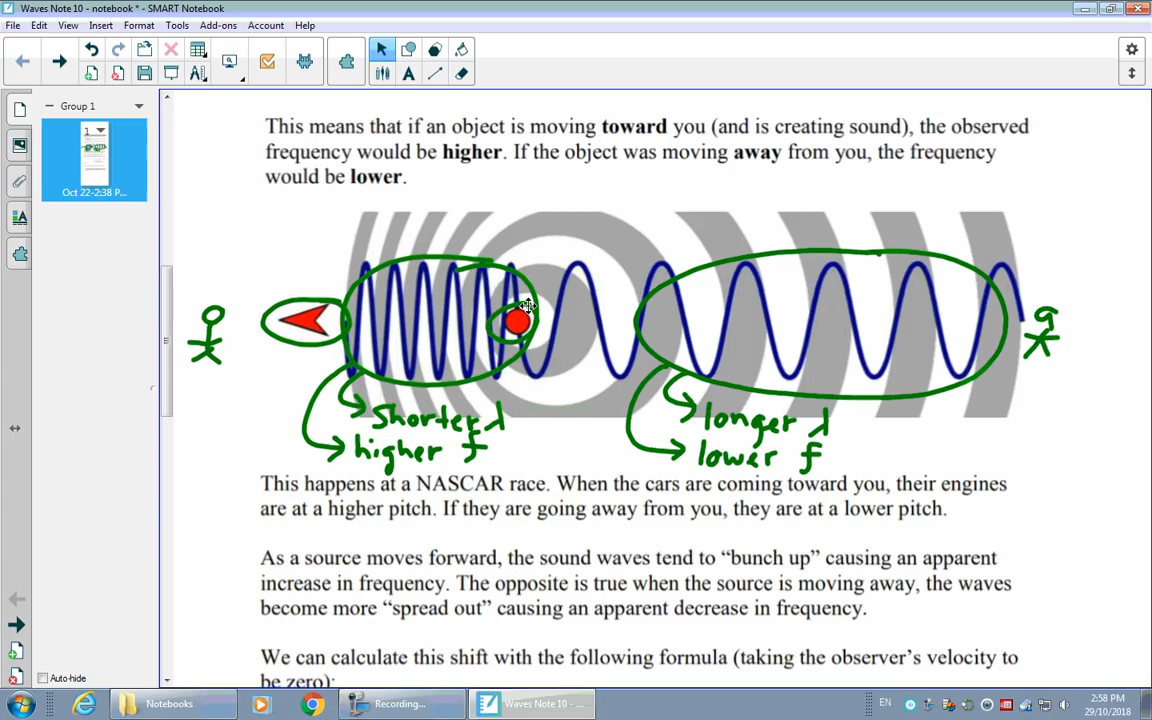 Waves Note 10 - notebook * - SMART Notebook
File Edit View Insert Format Tools Add-ons Account Help
Group 1
1
Oct 22-2:38 P...
This means that if an object is moving toward you (and is creating sound), the observed
frequency would be higher. If the object was moving away from you, the frequency
would be lower.
shorter λ
higher f
longer λ
lower f
This happens at a NASCAR race. When the cars are coming toward you, their engines
are at a higher pitch. If they are going away from you, they are at a lower pitch.
As a source moves forward, the sound waves tend to “bunch up” causing an apparent
increase in frequency. The opposite is true when the source is moving away, the waves
become more “spread out” causing an apparent decrease in frequency.
We can calculate this shift with the following formula (taking the observer’s velocity to
be zero):
Auto-hide
Notebooks
Recording...
Waves Note 10 - ...
EN
2:58 PM
29/10/2018